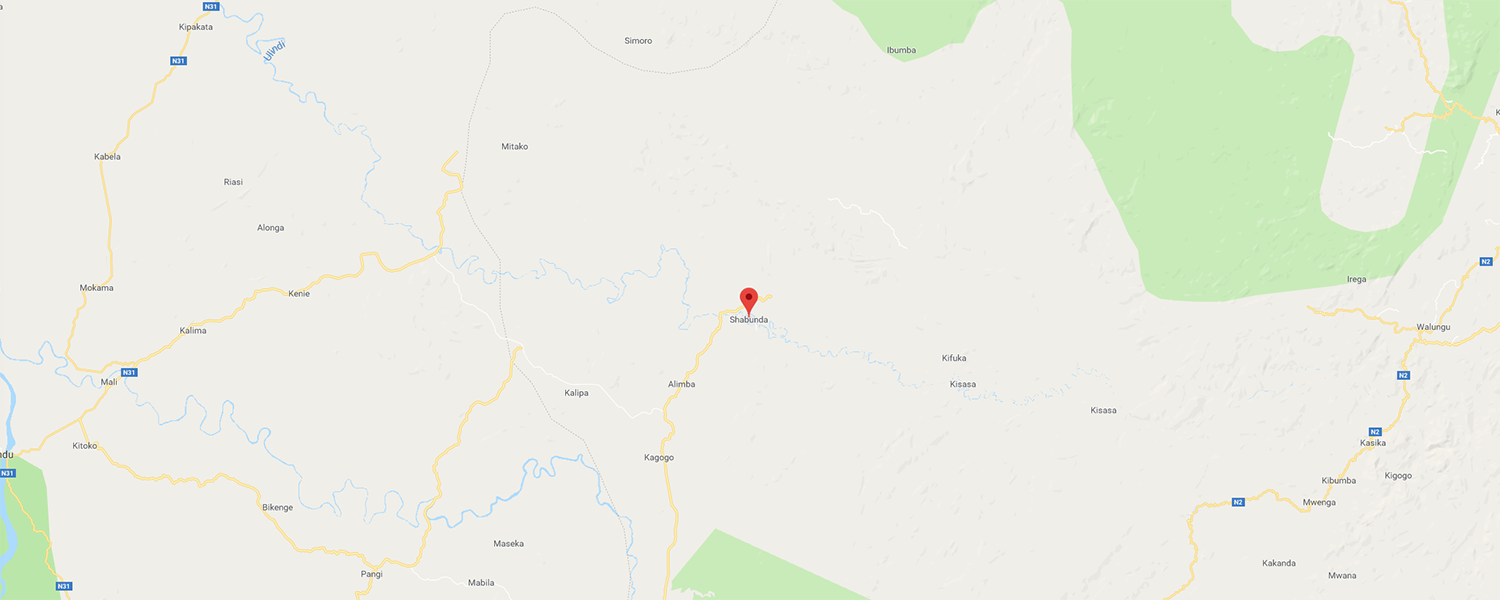 N31
Kipakata
Simoro
Ulindi
Ibumba
N31
Mitako
Kabela
Riasi
Alonga
N2
Irega
Mokama
Kenie
Shabunda
Walungu
Kalima
Kifuka
N31
Mali
Alimba
Kisasa
N2
Kalipa
Kisasa
N2
Kitoko
Kasika
ndu
Kagogo
N31
Kigogo
Kibumba
N2
Mwenga
Bikenge
Maseka
Kakanda
Pangi
Mwana
Mabila
N31